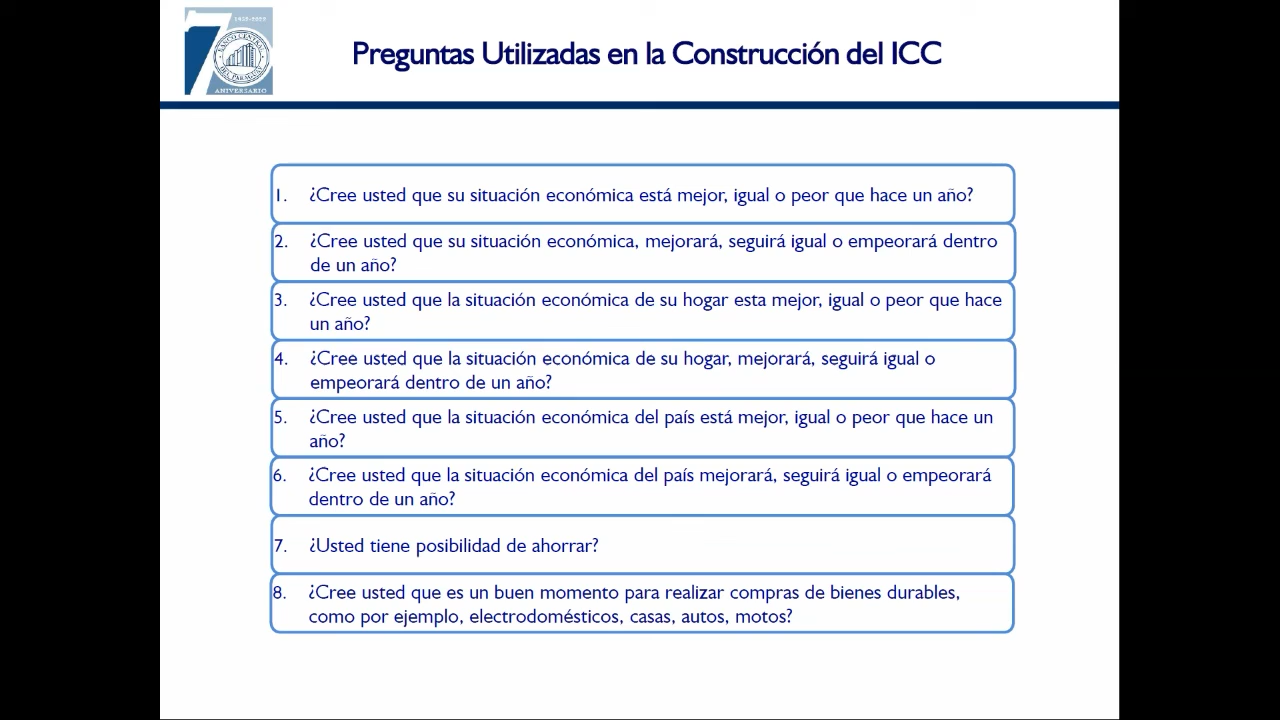 1952-2022
BANCO CENTRAL
DEL PARAGUAY
ANIVERSARIO
Preguntas Utilizadas en la Construcción del ICC
1. ¿Cree usted que su situación económica está mejor, igual o peor que hace un año?
2. ¿Cree usted que su situación económica, mejorará, seguirá igual o empeorará dentro
de un año?
3. ¿Cree usted que la situación económica de su hogar esta mejor, igual o peor que hace
un año?
4. ¿Cree usted que la situación económica de su hogar, mejorará, seguirá igual o
empeorará dentro de un año?
5. ¿Cree usted que la situación económica del país está mejor, igual o peor que hace un
año?
6. ¿Cree usted que la situación económica del país mejorará, seguirá igual o empeorará
dentro de un año?
7. ¿Usted tiene posibilidad de ahorrar?
8. ¿Cree usted que es un buen momento para realizar compras de bienes durables,
como por ejemplo, electrodomésticos, casas, autos, motos?